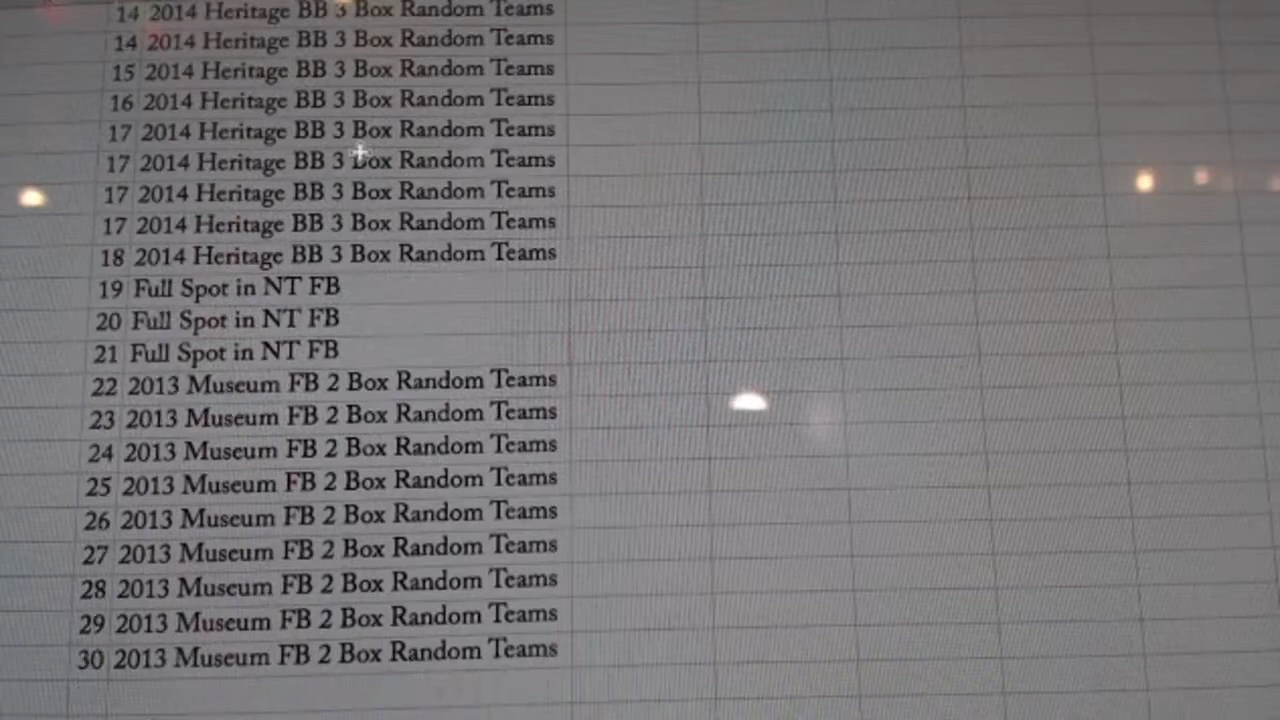 14 2014 Heritage BB 3 Box Random Teams
14 2014 Heritage BB 3 Box Random Teams
15 2014 Heritage BB 3 Box Random Teams
16 2014 Heritage BB 3 Box Random Teams
17 2014 Heritage BB 3 Box Random Teams
17 2014 Heritage BB 3 Box Random Teams
17 2014 Heritage BB 3 Box Random Teams
17 2014 Heritage BB 3 Box Random Teams
18 2014 Heritage BB 3 Box Random Teams
19 Full Spot in NT FB
20 Full Spot in NT FB
21 Full Spot in NT FB
22 2013 Museum FB 2 Box Random Teams
23 2013 Museum FB 2 Box Random Teams
24 2013 Museum FB 2 Box Random Teams
25 2013 Museum FB 2 Box Random Teams
26 2013 Museum FB 2 Box Random Teams
27 2013 Museum FB 2 Box Random Teams
28 2013 Museum FB 2 Box Random Teams
29 2013 Museum FB 2 Box Random Teams
30 2013 Museum FB 2 Box Random Teams